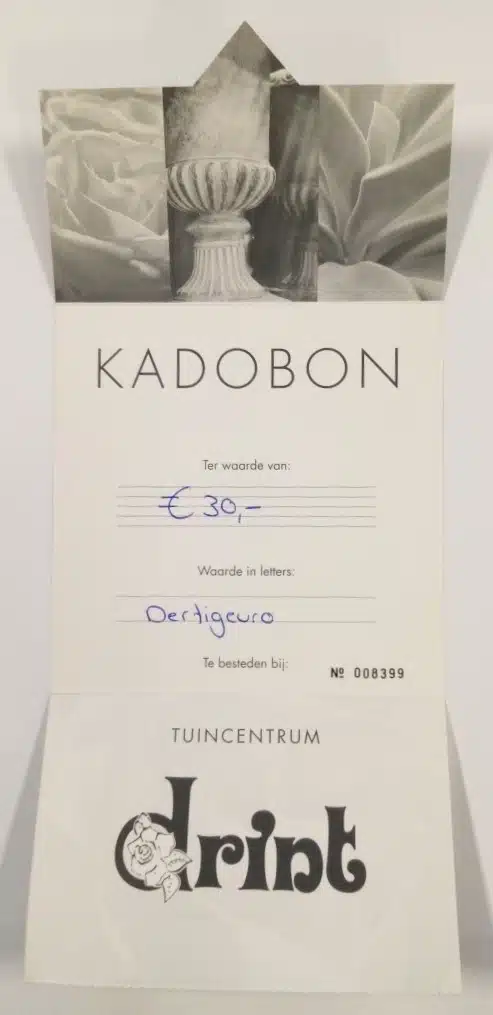 KADOBON
Ter waarde van:
€ 30,-
Waarde in letters:
Dertigeuro
Te besteden bij:
Nº 008399
TUINCENTRUM
drint